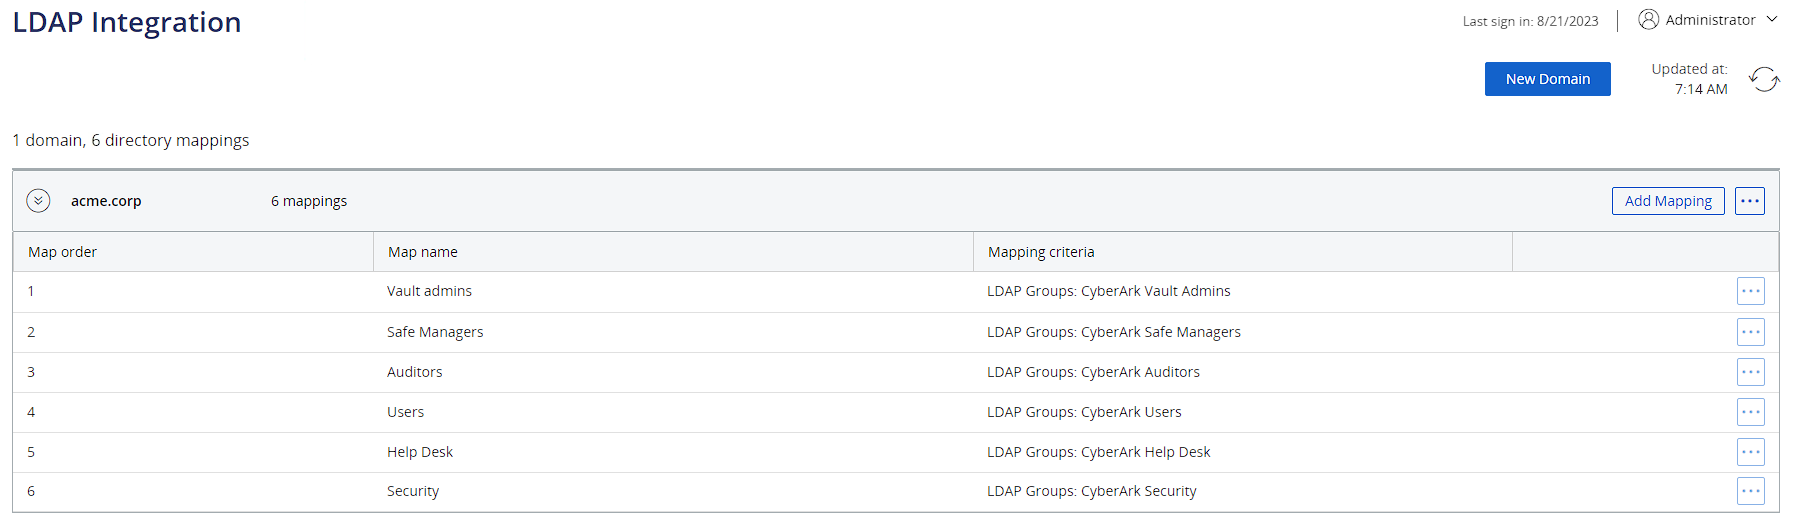 LDAP Integration
Last sign in: 8/21/2023
Administrator
New Domain
Updated at:
7:14 AM
1 domain, 6 directory mappings
acme.corp 6 mappings Add Mapping ...
Map order Map name Mapping criteria
1 Vault admins LDAP Groups: CyberArk Vault Admins ...
2 Safe Managers LDAP Groups: CyberArk Safe Managers ...
3 Auditors LDAP Groups: CyberArk Auditors ...
4 Users LDAP Groups: CyberArk Users ...
5 Help Desk LDAP Groups: CyberArk Help Desk ...
6 Security LDAP Groups: CyberArk Security ...